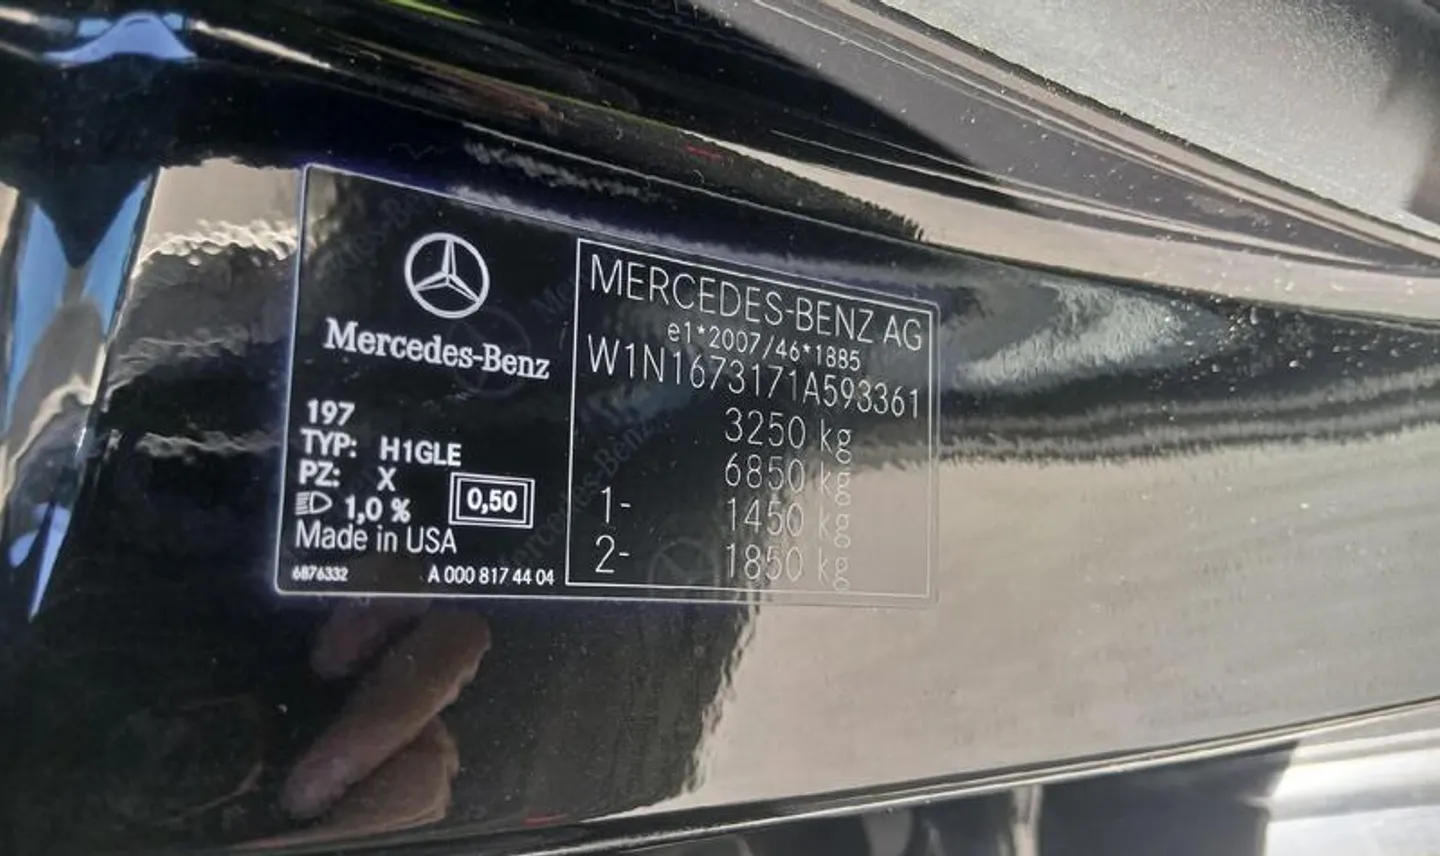 Mercedes-Benz
197
TYP: H1GLE
PZ: X
1,0 %
0,50
Made in USA
6876332 A 000 817 44 04
MERCEDES-BENZ AG
e1*2007/46*1885
W1N1673171A593361
3250 kg
6850 kg
1- 1450 kg
2- 1850 kg